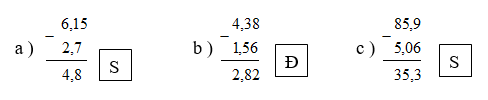 6,15 4,38 85,9
a ) − 2,7 b ) − 1,56 c ) − 5,06
4,8 S 2,82 Đ 35,3 S